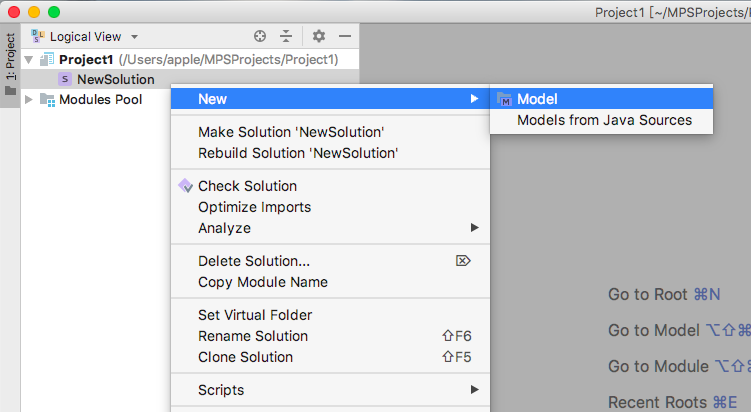 Project1 [~/MPSProjects/
1: Project
Logical View
Project1 (/Users/apple/MPSProjects/Project1)
S NewSolution
Modules Pool
New
M Model
Models from Java Sources
Make Solution 'NewSolution'
Rebuild Solution 'NewSolution'
Check Solution
Optimize Imports
Analyze
Delete Solution... ⌦
Copy Module Name
Set Virtual Folder
Rename Solution ⇧F6
Clone Solution ⇧F5
Scripts
Go to Root ⌘N
Go to Model ⌥⇧⌘
Go to Module ⌥⇧
Recent Roots ⌘E